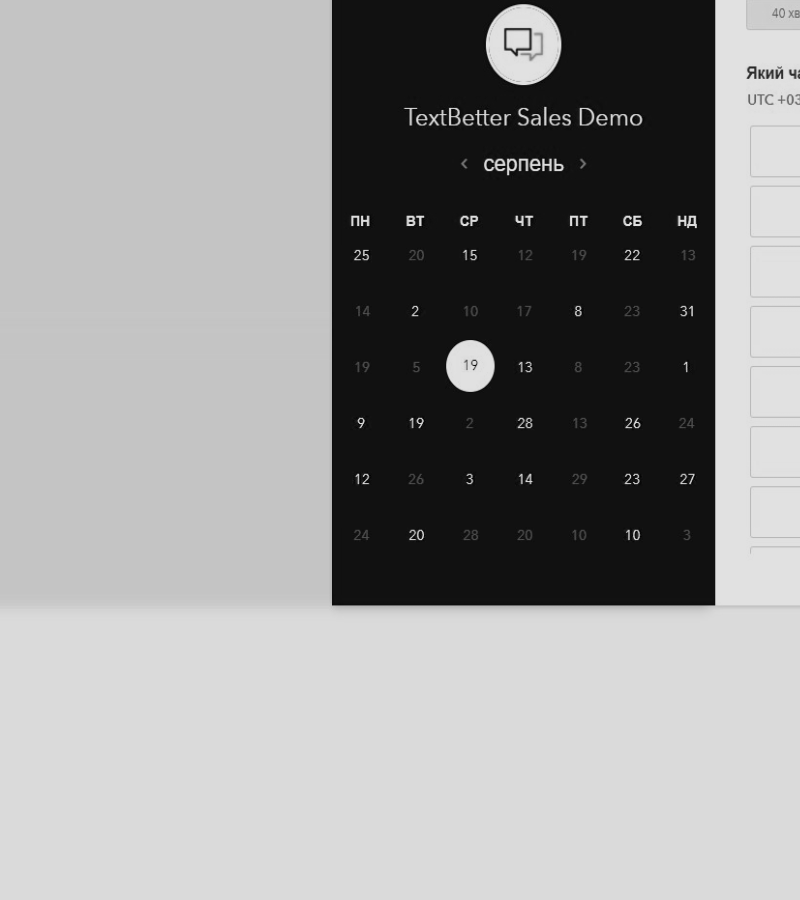 40 хв
TextBetter Sales Demo
Який ча
UTC +03
серпень
ПН ВТ СР ЧТ ПТ СБ НД
25 20 15 12 19 22 13
14 2 10 17 8 23 31
19 5 19 13 8 23 1
9 19 2 28 13 26 24
12 26 3 14 29 23 27
24 20 28 20 10 10 3